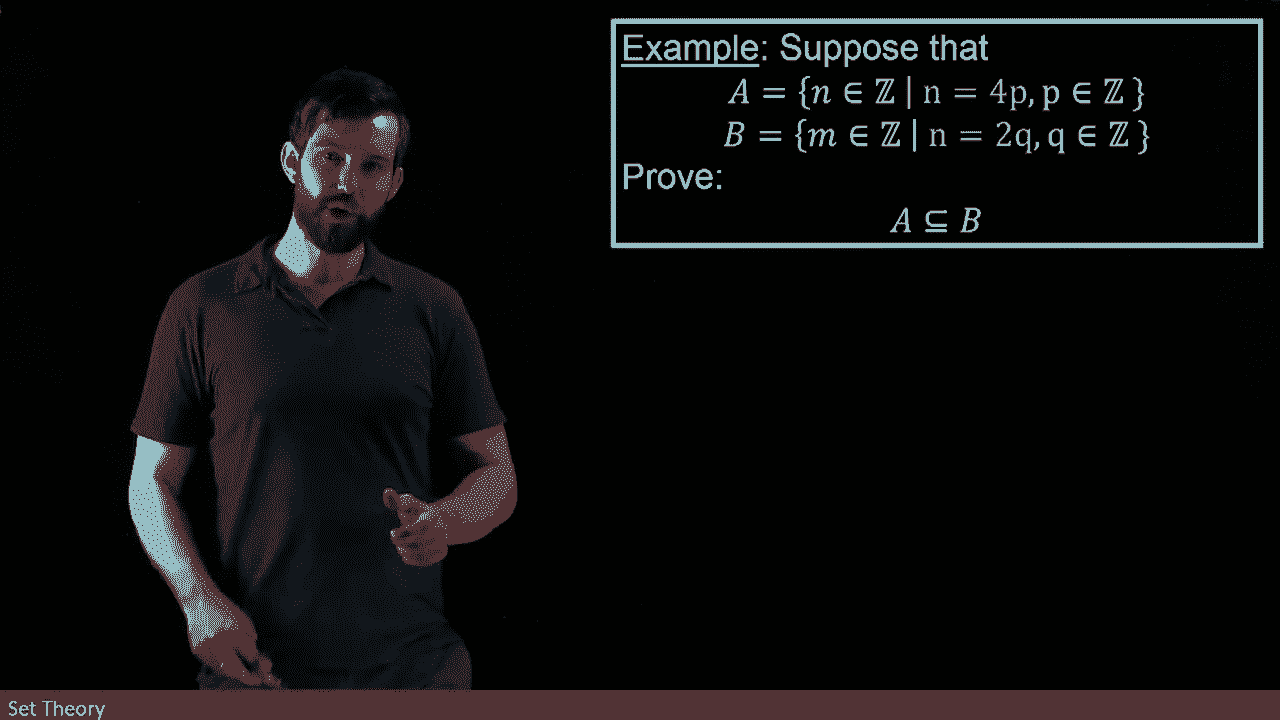 Example: Suppose that
A = {n ∈ ℤ | n = 4p, p ∈ ℤ }
B = {m ∈ ℤ | n = 2q, q ∈ ℤ }
Prove:
A ⊆ B
Set Theory